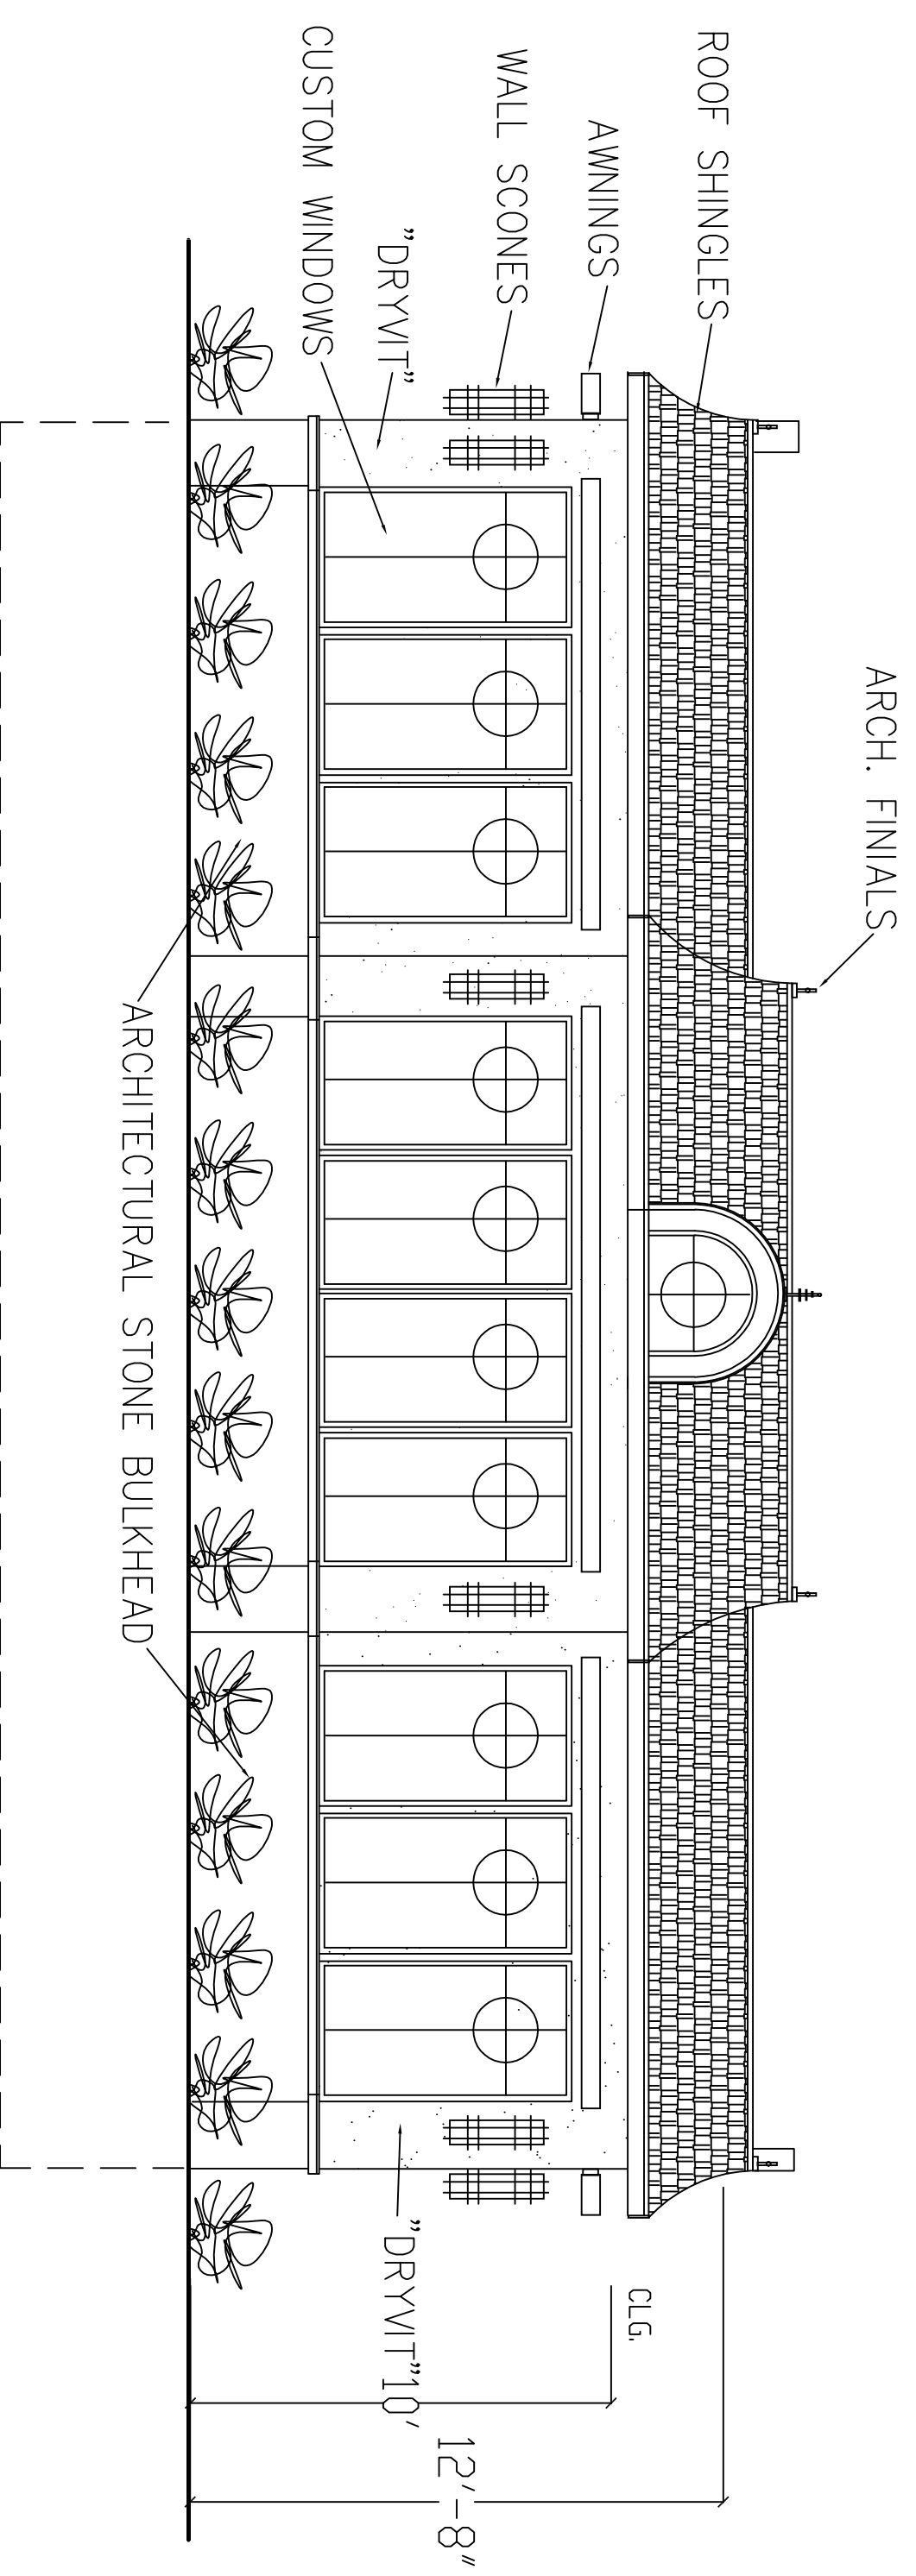 ARCH. FINIALS
ROOF SHINGLES
AWNINGS
WALL SCONES
"DRYVIT"
CUSTOM WINDOWS
ARCHITECTURAL STONE BULKHEAD
CLG.
"DRYVIT"
10'
12'-8"